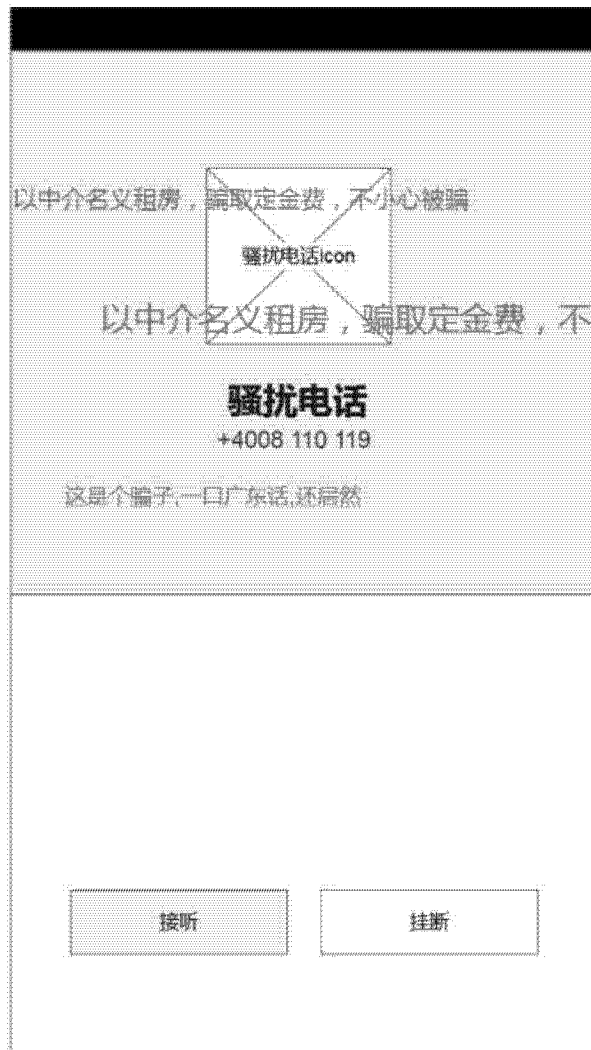 以中介名义租房，骗取定金费，不小心被骗
骚扰电话Icon
以中介名义租房，骗取定金费，不
骚扰电话
+4008 110 119
这是个骗子,一口广东话,还居然
接听
挂断